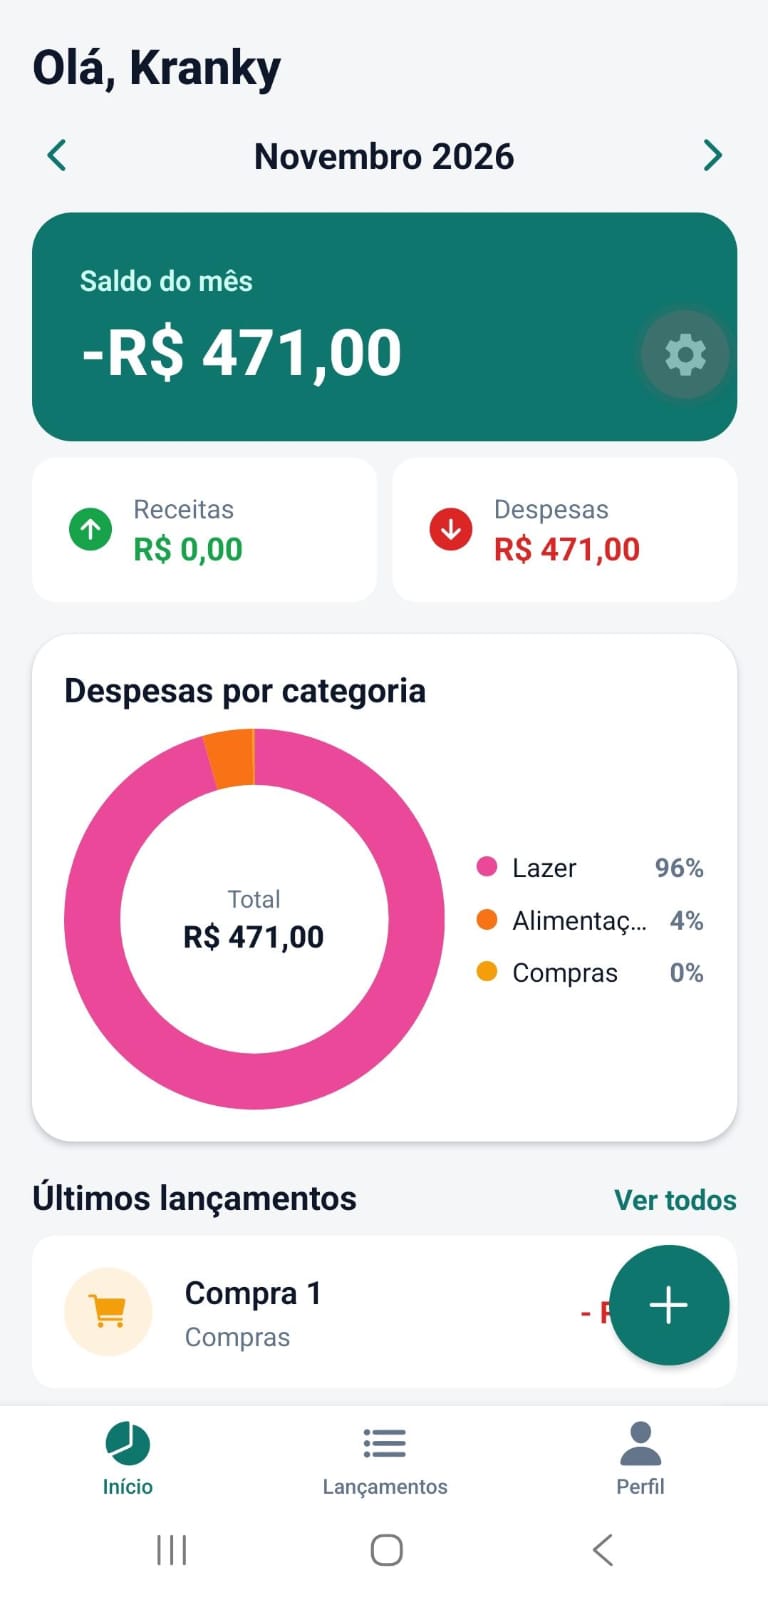 Olá, Kranky
Novembro 2026
Saldo do mês
-R$ 471,00
Receitas
R$ 0,00
Despesas
R$ 471,00
Despesas por categoria
Total
R$ 471,00
Lazer 96%
Alimentaç... 4%
Compras 0%
Últimos lançamentos
Ver todos
Compra 1
Compras
Início
Lançamentos
Perfil